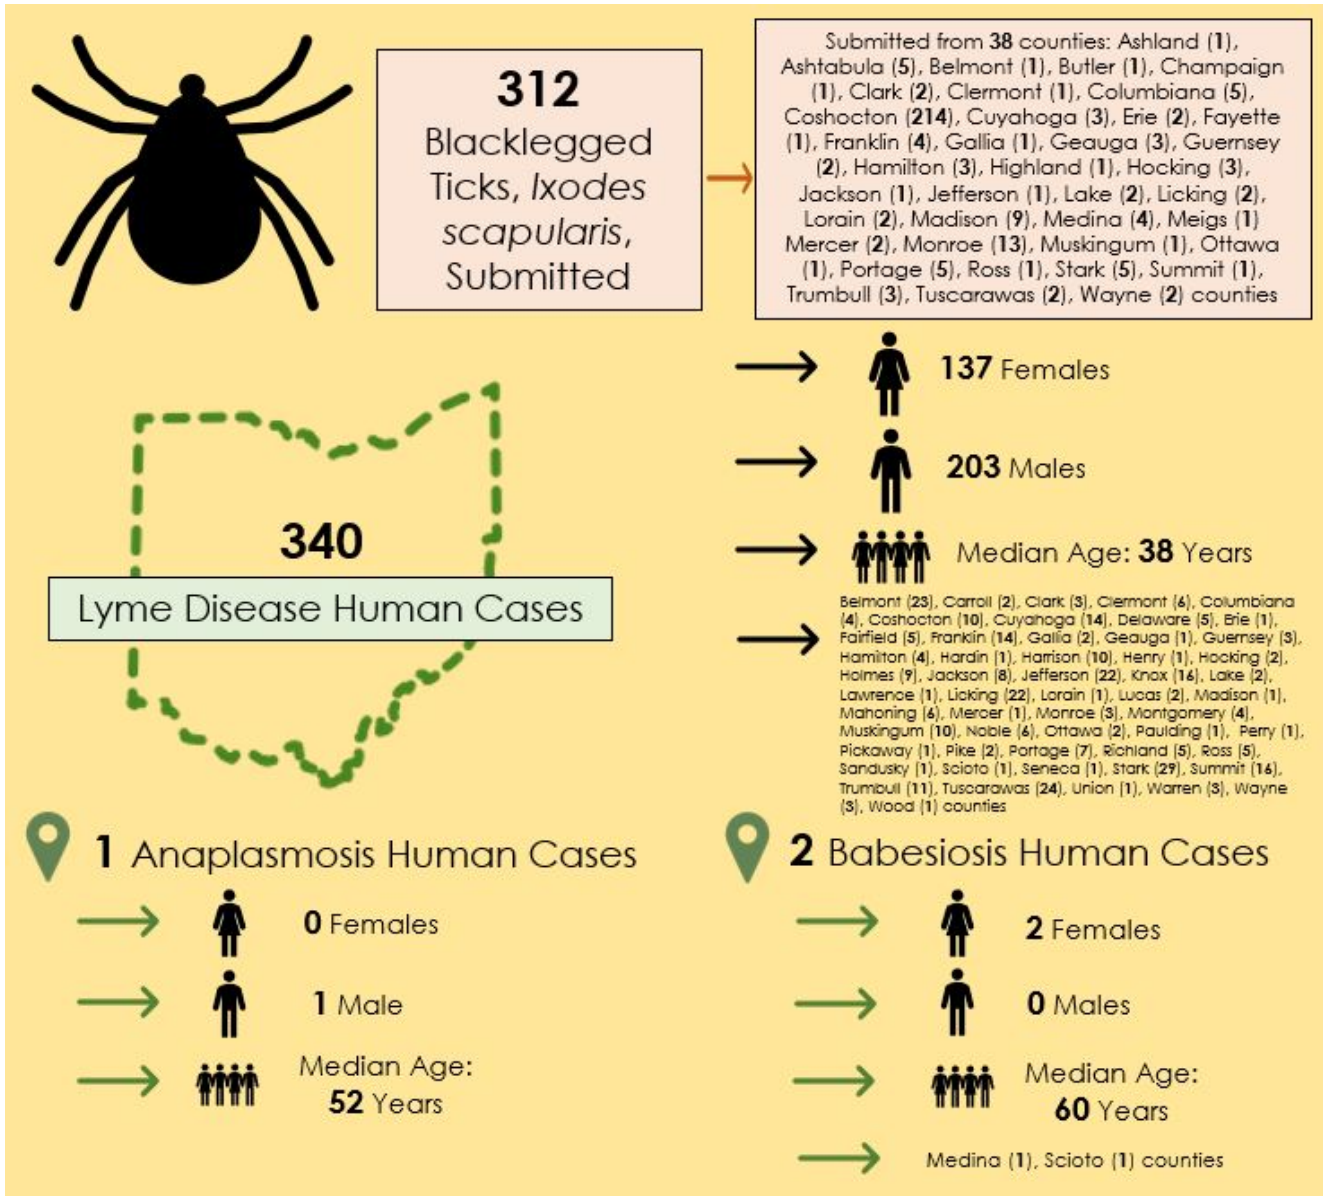 312
Blacklegged
Ticks, Ixodes
scapularis,
Submitted
Submitted from 38 counties: Ashland (1),
Ashtabula (5), Belmont (1), Butler (1), Champaign
(1), Clark (2), Clermont (1), Columbiana (5),
Coshocton (214), Cuyahoga (3), Erie (2), Fayette
(1), Franklin (4), Gallia (1), Geauga (3), Guernsey
(2), Hamilton (3), Highland (1), Hocking (3),
Jackson (1), Jefferson (1), Lake (2), Licking (2),
Lorain (2), Madison (9), Medina (4), Meigs (1)
Mercer (2), Monroe (13), Muskingum (1), Ottawa
(1), Portage (5), Ross (1), Stark (5), Summit (1),
Trumbull (3), Tuscarawas (2), Wayne (2) counties
340
Lyme Disease Human Cases
137 Females
203 Males
Median Age: 38 Years
Belmont (23), Carroll (2), Clark (3), Clermont (6), Columbiana
(4), Coshocton (10), Cuyahoga (14), Delaware (5), Erie (1),
Fairfield (5), Franklin (14), Gallia (2), Geauga (1), Guernsey (3),
Hamilton (4), Hardin (1), Harrison (10), Henry (1), Hocking (2),
Holmes (9), Jackson (8), Jefferson (22), Knox (16), Lake (2),
Lawrence (1), Licking (22), Lorain (1), Lucas (2), Madison (1),
Mahoning (6), Mercer (1), Monroe (3), Montgomery (4),
Muskingum (10), Noble (6), Ottawa (2), Paulding (1), Perry (1),
Pickaway (1), Pike (2), Portage (7), Richland (5), Ross (5),
Sandusky (1), Scioto (1), Seneca (1), Stark (29), Summit (16),
Trumbull (11), Tuscarawas (24), Union (1), Warren (3), Wayne
(3), Wood (1) counties
1 Anaplasmosis Human Cases
0 Females
1 Male
Median Age:
52 Years
2 Babesiosis Human Cases
2 Females
0 Males
Median Age:
60 Years
Medina (1), Scioto (1) counties